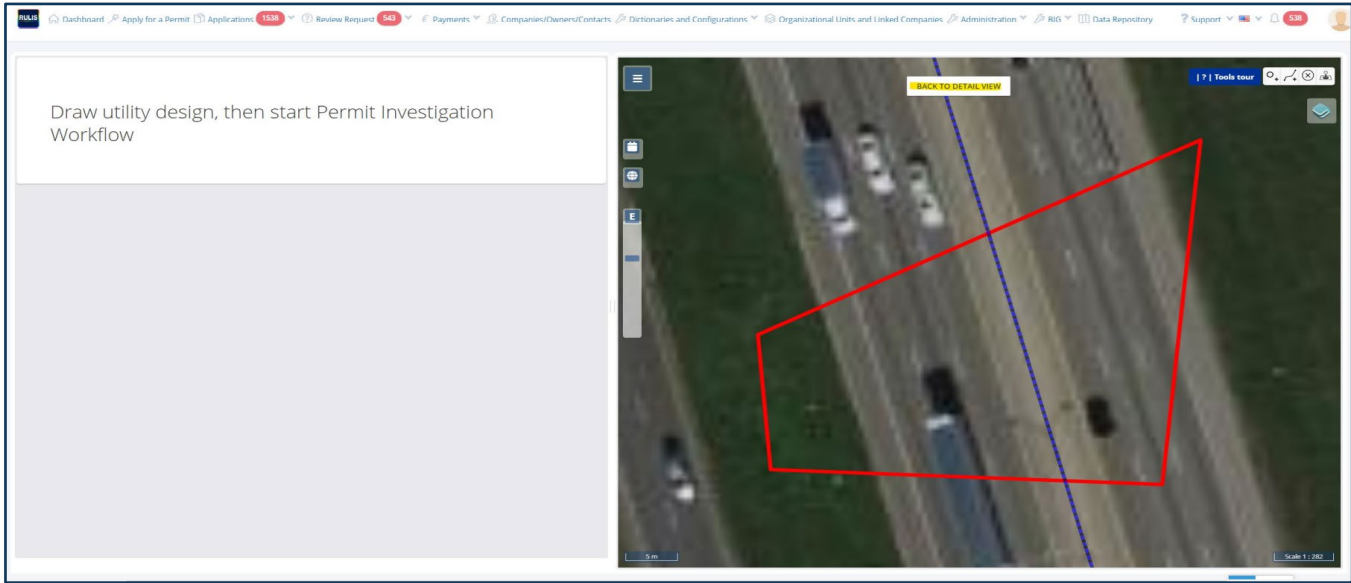 RULIS Dashboard Apply for a Permit Applications 1538 Review Request 543 € Payments Companies/Owners/Contacts Dictionaries and Configurations Organizational Units and Linked Companies Administration BIG Data Repository ? Support 538
Draw utility design, then start Permit Investigation
Workflow
BACK TO DETAIL VIEW
| ? | Tools tour
E
5 m
Scale 1 : 282